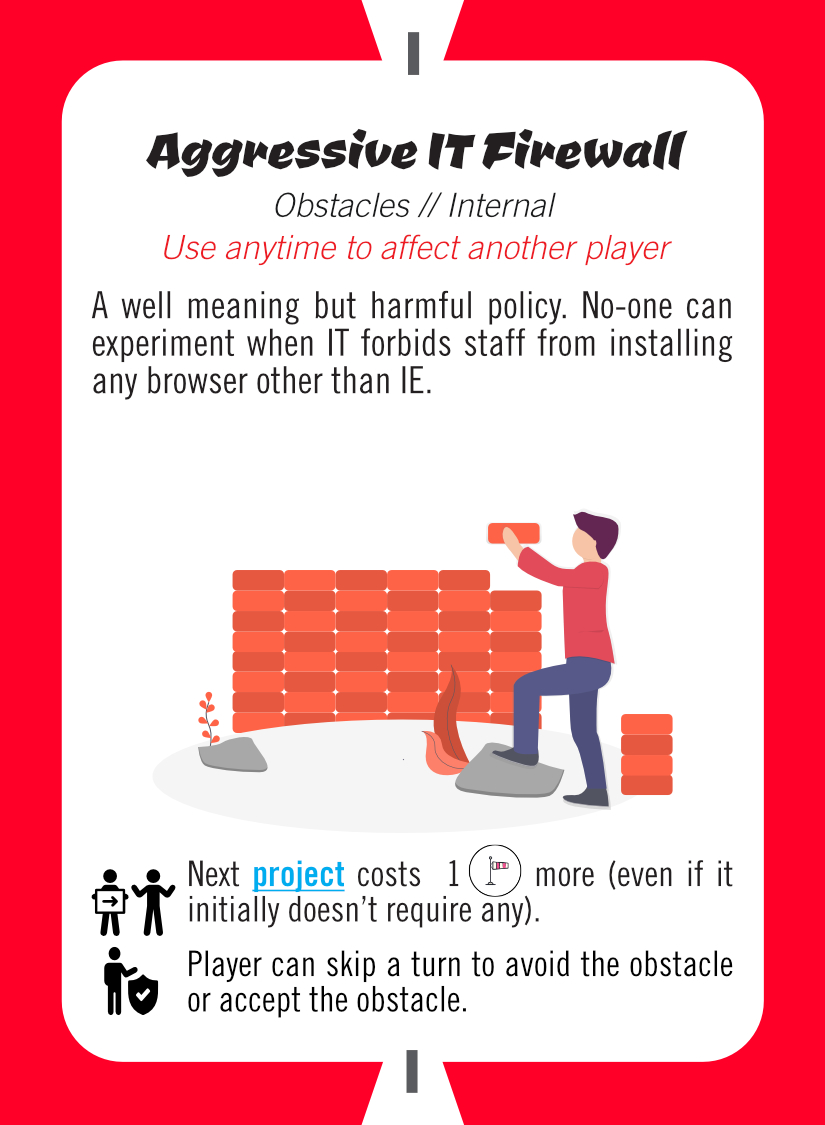 Aggressive IT Firewall
Obstacles // Internal
Use anytime to affect another player
A well meaning but harmful policy. No-one can
experiment when IT forbids staff from installing
any browser other than IE.
Next project costs 1 more (even if it
initially doesn't require any).
Player can skip a turn to avoid the obstacle
or accept the obstacle.